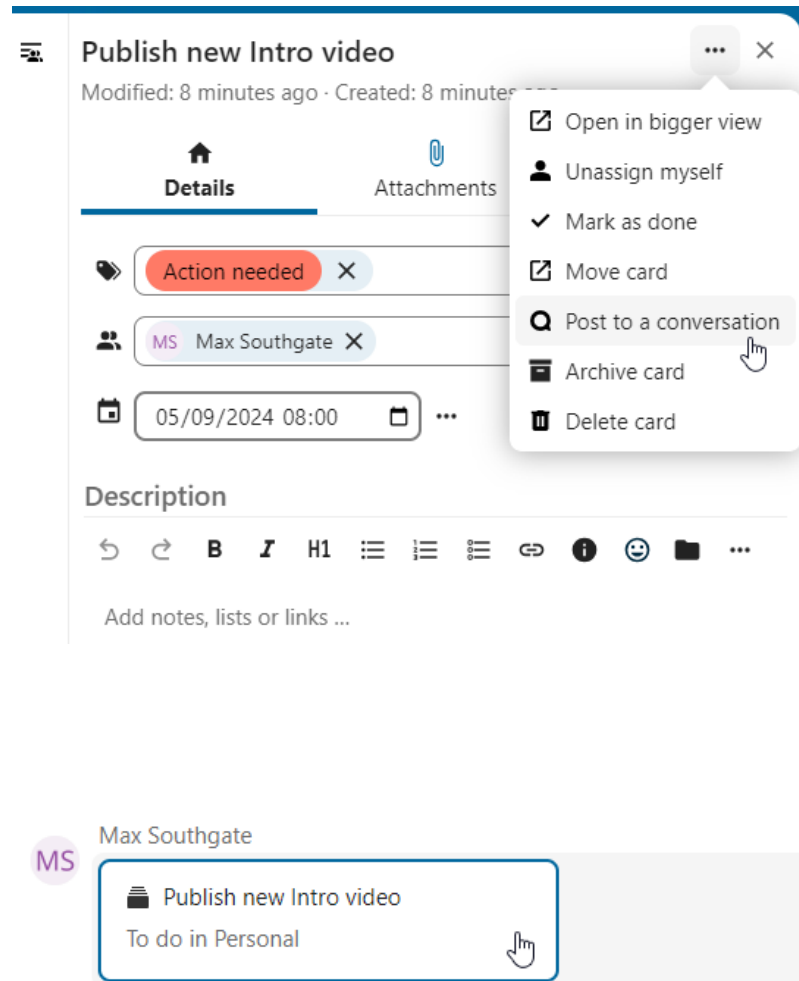 Publish new Intro video
Modified: 8 minutes ago · Created: 8 minutes ago
Open in bigger view
Unassign myself
Mark as done
Move card
Post to a conversation
Archive card
Delete card
Details
Attachments
Action needed
MS Max Southgate
05/09/2024 08:00
Description
B I H1
Add notes, lists or links ...
Max Southgate
MS
Publish new Intro video
To do in Personal